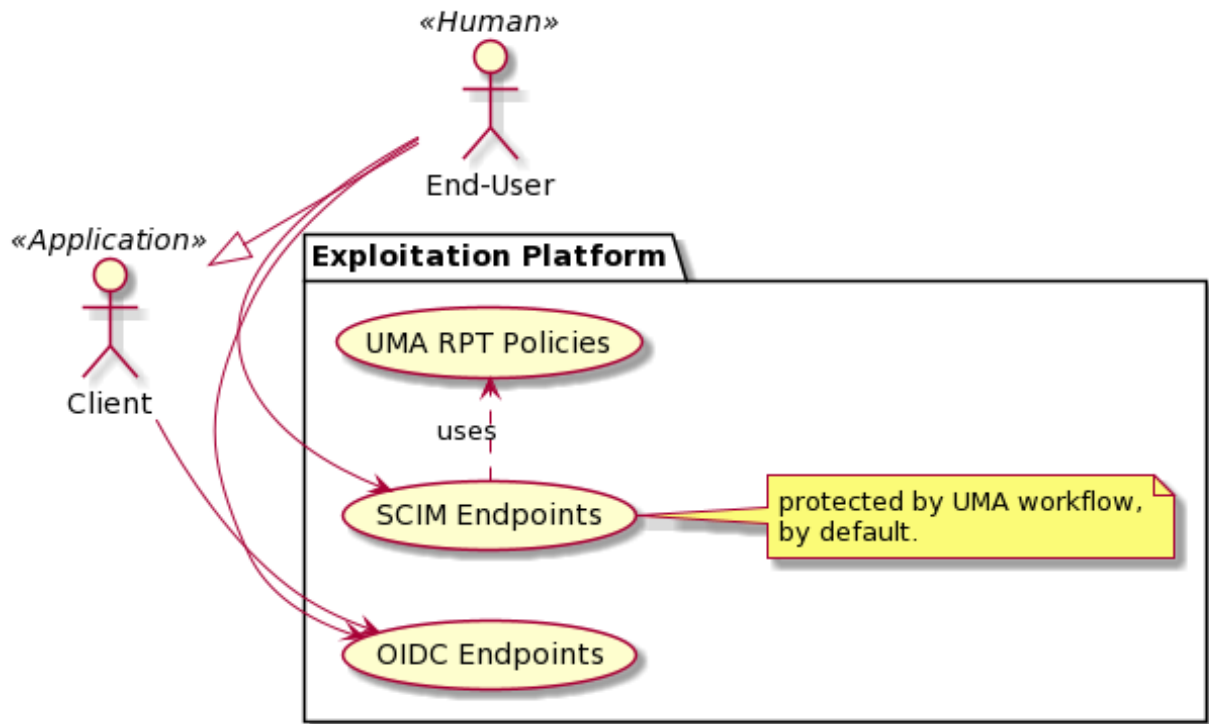 «Human»
End-User
«Application»
Client
Exploitation Platform
UMA RPT Policies
uses
SCIM Endpoints
protected by UMA workflow,
by default.
OIDC Endpoints